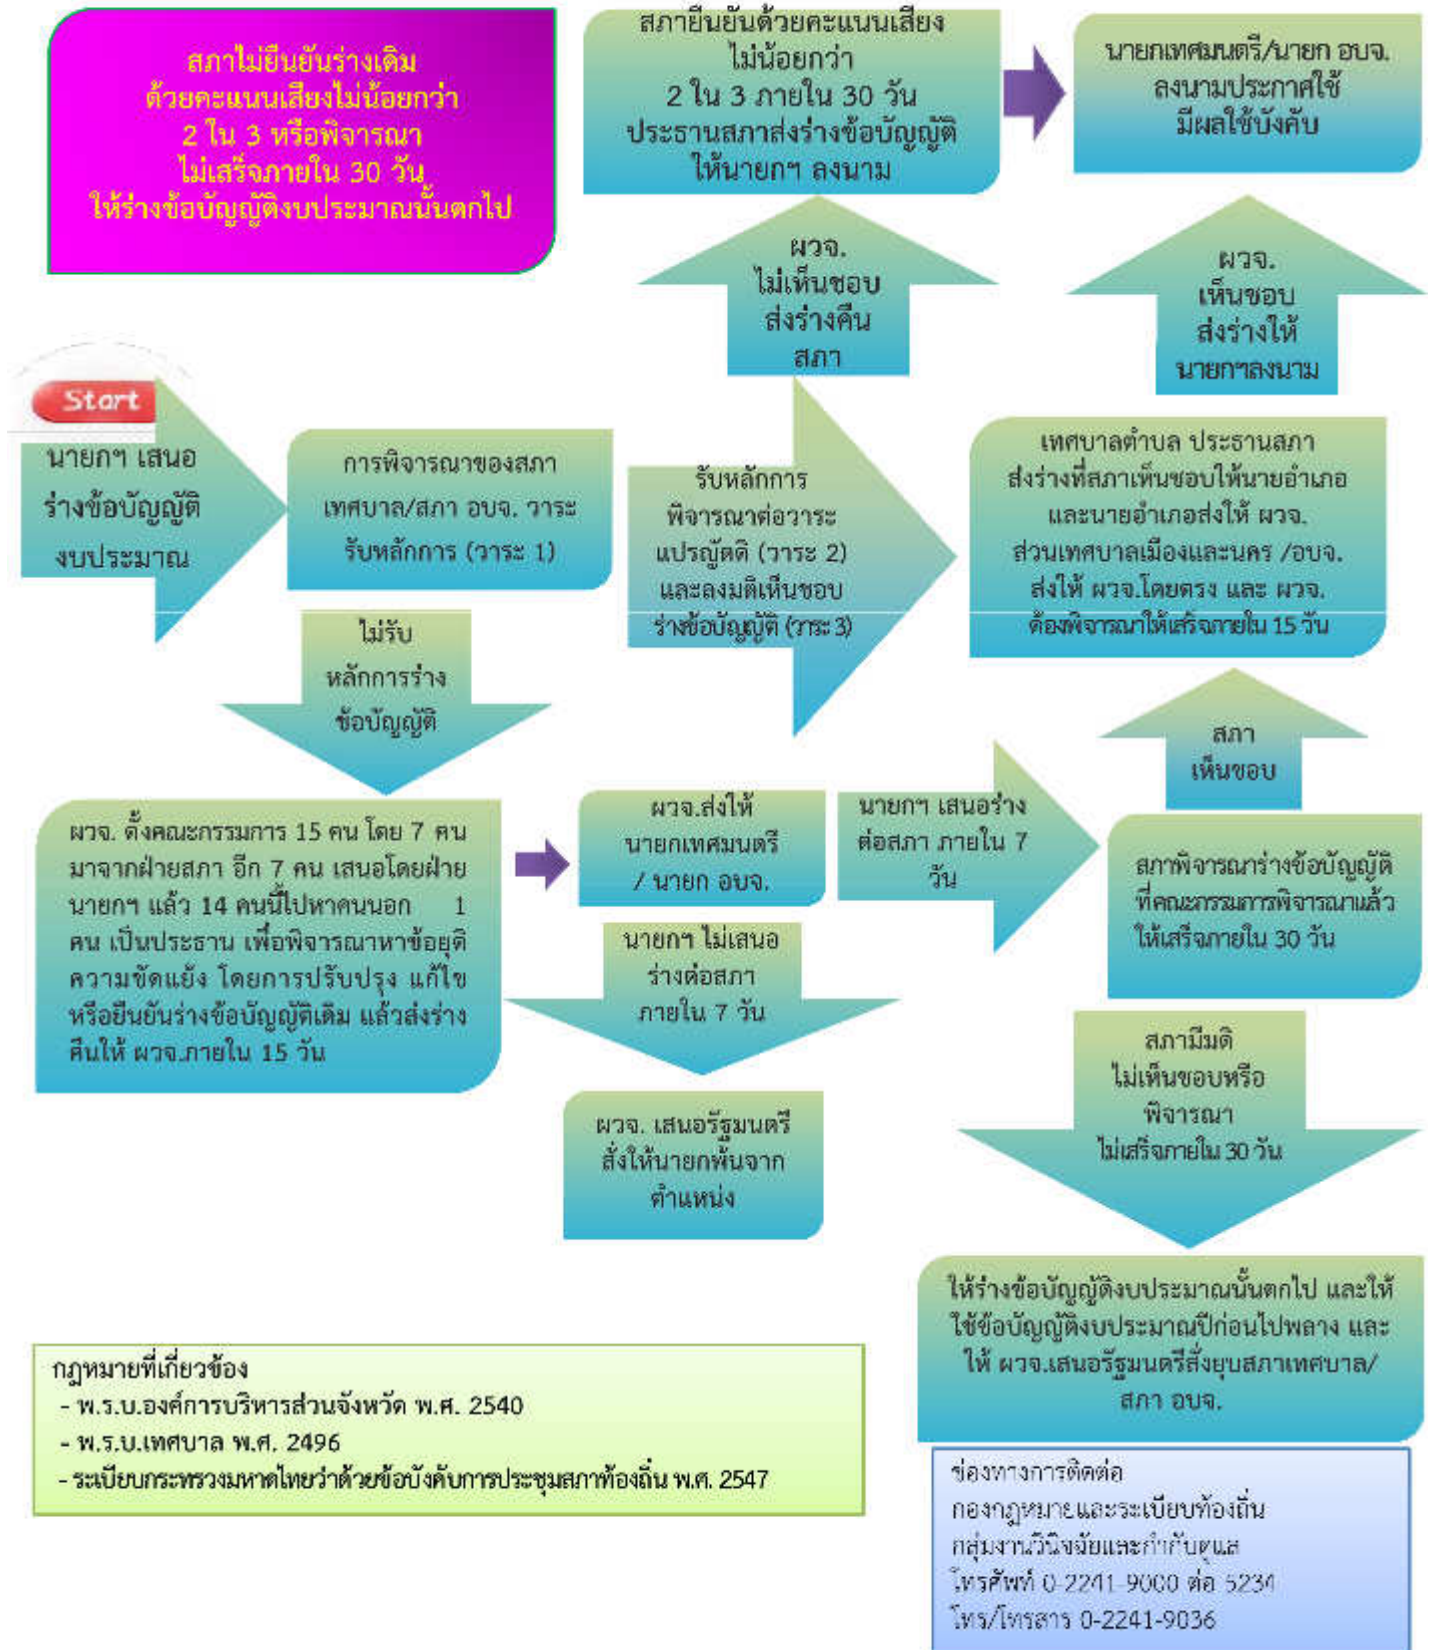 สภาไม่ยืนยันร่างเดิม
ด้วยคะแนนเสียงไม่น้อยกว่า
2 ใน 3 หรือพิจารณา
ไม่เสร็จภายใน 30 วัน
ให้ร่างข้อบัญญัติงบประมาณนั้นตกไป
สภายืนยันด้วยคะแนนเสียง
ไม่น้อยกว่า
2 ใน 3 ภายใน 30 วัน
ประธานสภาส่งร่างข้อบัญญัติ
ให้นายกฯ ลงนาม
นายกเทศมนตรี/นายก อบจ.
ลงนามประกาศใช้
มีผลใช้บังคับ
ผวจ.
ไม่เห็นชอบ
ส่งร่างคืน
สภา
ผวจ.
เห็นชอบ
ส่งร่างให้
นายกฯลงนาม
Start
นายกฯ เสนอ
ร่างข้อบัญญัติ
งบประมาณ
การพิจารณาของสภา
เทศบาล/สภา อบจ. วาระ
รับหลักการ (วาระ 1)
รับหลักการ
พิจารณาต่อวาระ
แปรญัตติ (วาระ 2)
และลงมติเห็นชอบ
ร่างข้อบัญญัติ (วาระ 3)
เทศบาลตำบล ประธานสภา
ส่งร่างที่สภาเห็นชอบให้นายอำเภอ
และนายอำเภอส่งให้ ผวจ.
ส่วนเทศบาลเมืองและนคร /อบจ.
ส่งให้ ผวจ.โดยตรง และ ผวจ.
ต้องพิจารณาให้เสร็จภายใน 15 วัน
ไม่รับ
หลักการร่าง
ข้อบัญญัติ
สภา
เห็นชอบ
ผวจ. ตั้งคณะกรรมการ 15 คน โดย 7 คน
มาจากฝ่ายสภา อีก 7 คน เสนอโดยฝ่าย
นายกฯ แล้ว 14 คนนี้ไปหาคนนอก 1
คน เป็นประธาน เพื่อพิจารณาหาข้อยุติ
ความขัดแย้ง โดยการปรับปรุง แก้ไข
หรือยืนยันร่างข้อบัญญัติเดิม แล้วส่งร่าง
คืนให้ ผวจ.ภายใน 15 วัน
ผวจ.ส่งให้
นายกเทศมนตรี
/ นายก อบจ.
นายกฯ เสนอร่าง
ต่อสภา ภายใน 7
วัน
สภาพิจารณาร่างข้อบัญญัติ
ที่คณะกรรมการพิจารณาแล้ว
ให้เสร็จภายใน 30 วัน
นายกฯ ไม่เสนอ
ร่างต่อสภา
ภายใน 7 วัน
สภามีมติ
ไม่เห็นชอบหรือ
พิจารณา
ไม่เสร็จภายใน 30 วัน
ผวจ. เสนอรัฐมนตรี
สั่งให้นายกพ้นจาก
ตำแหน่ง
ให้ร่างข้อบัญญัติงบประมาณนั้นตกไป และให้
ใช้ข้อบัญญัติงบประมาณปีก่อนไปพลาง และ
ให้ ผวจ.เสนอรัฐมนตรีสั่งยุบสภาเทศบาล/
สภา อบจ.
กฎหมายที่เกี่ยวข้อง
- พ.ร.บ.องค์การบริหารส่วนจังหวัด พ.ศ. 2540
- พ.ร.บ.เทศบาล พ.ศ. 2496
- ระเบียบกระทรวงมหาดไทยว่าด้วยข้อบังคับการประชุมสภาท้องถิ่น พ.ศ. 2547
ช่องทางการติดต่อ
กองกฎหมายและระเบียบท้องถิ่น
กลุ่มงานวินิจฉัยและกำกับดูแล
โทรศัพท์ 0-2241-9000 ต่อ 5234
โทร/โทรสาร 0-2241-9036